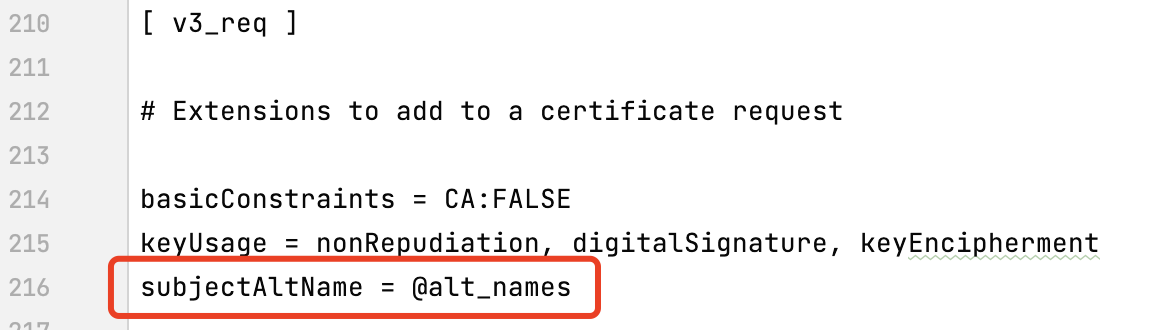 210 [ v3_req ]
211
212 # Extensions to add to a certificate request
213
214 basicConstraints = CA:FALSE
215 keyUsage = nonRepudiation, digitalSignature, keyEncipherment
216 subjectAltName = @alt_names
217